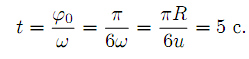 t = φ₀/ω = π/6ω = πR/6u = 5 с.